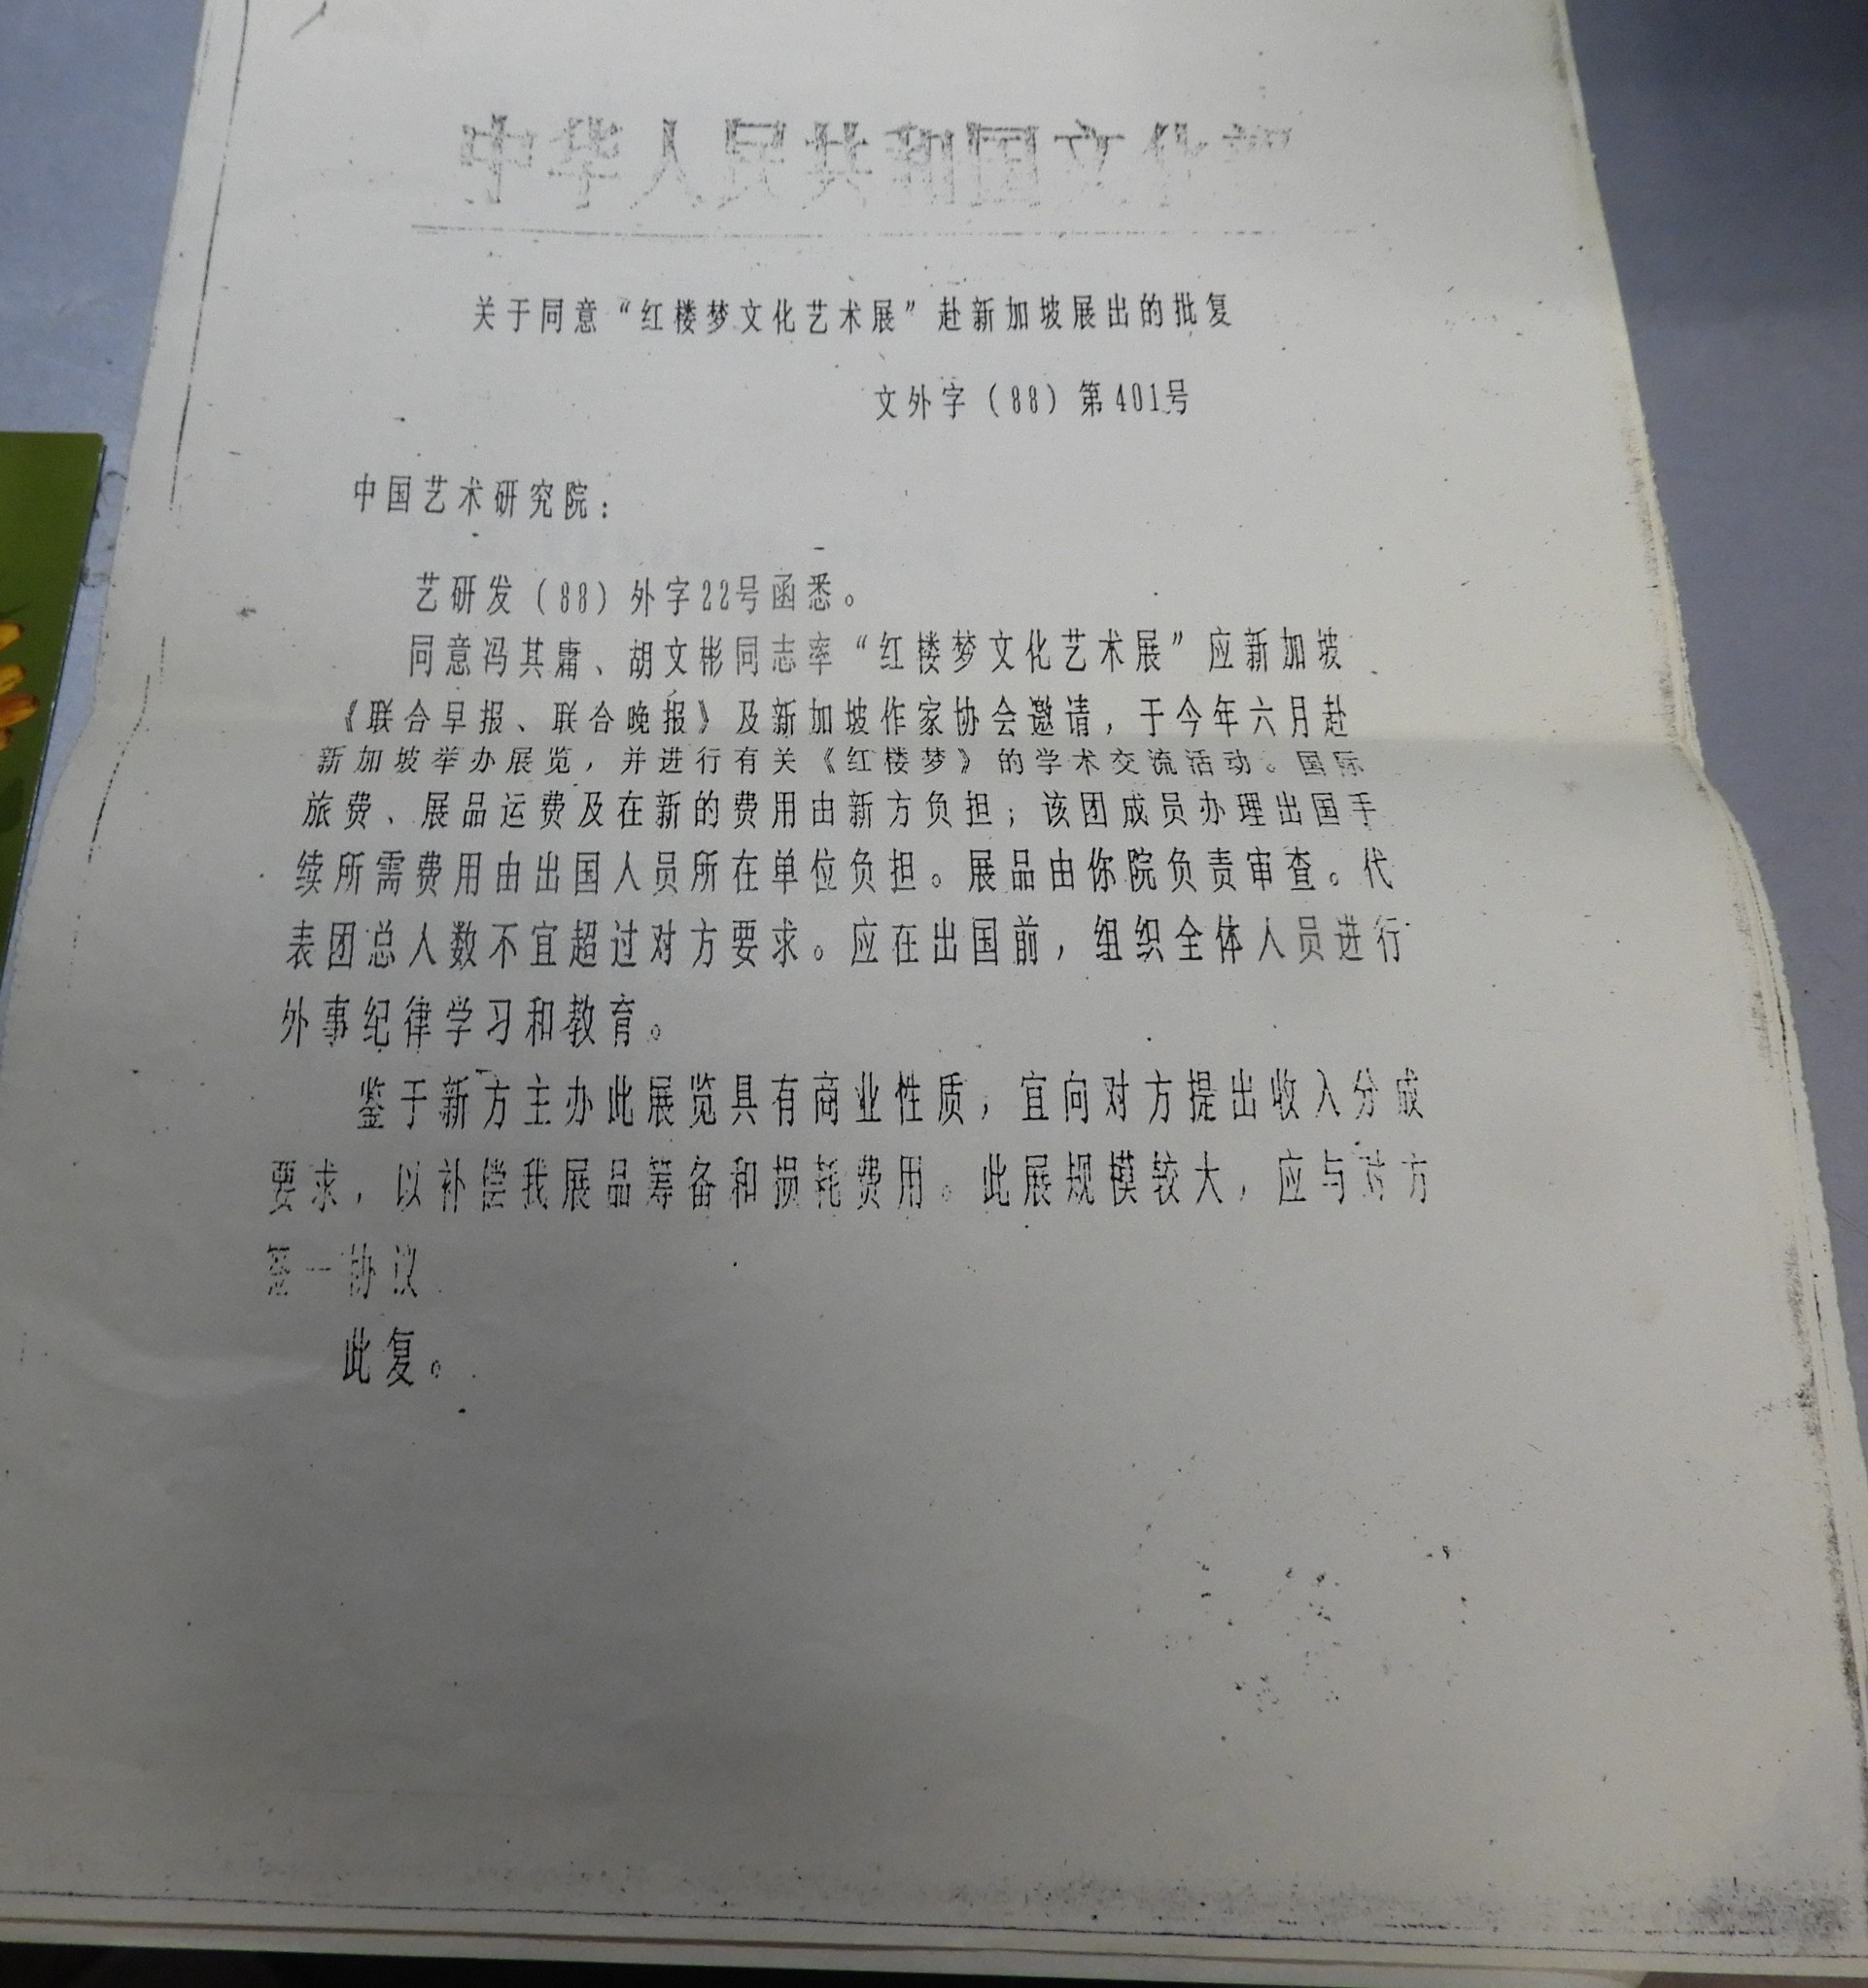 中华人民共和国文化部
关于同意“红楼梦文化艺术展”赴新加坡展出的批复
文外字(88)第401号
中国艺术研究院:
艺研发(88)外字22号函悉。
同意冯其庸、胡文彬同志率“红楼梦文化艺术展”应新加坡
《联合早报、联合晚报》及新加坡作家协会邀请,于今年六月赴
新加坡举办展览,并进行有关《红楼梦》的学术交流活动。国际
旅费、展品运费及在新的费用由新方负担;该团成员办理出国手
续所需费用由出国人员所在单位负担。展品由你院负责审查。代
表团总人数不宜超过对方要求。应在出国前,组织全体人员进行
外事纪律学习和教育。
鉴于新方主办此展览具有商业性质,宜向对方提出收入分成
要求,以补偿我展品筹备和损耗费用。此展规模较大,应与对方
签一协议
此复。